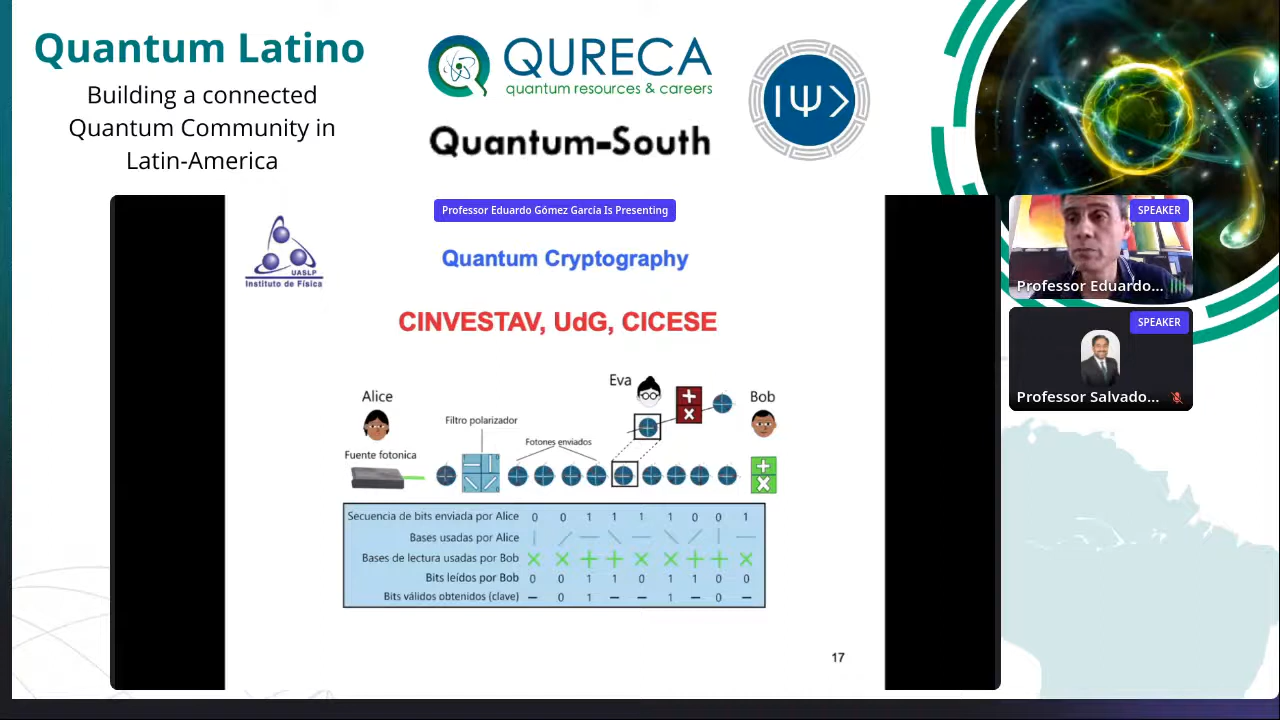 Quantum Latino
Building a connected
Quantum Community in
Latin-America
QURECA
quantum resources & careers
|Ψ>
Quantum-South
Professor Eduardo Gómez García Is Presenting
SPEAKER
Professor Eduardo...
SPEAKER
Professor Salvado...
UASLP
Instituto de Física
Quantum Cryptography
CINVESTAV, UdG, CICESE
Eva
Alice
Bob
Filtro polarizador
Fotones enviados
Fuente fotonica
Secuencia de bits enviada por Alice 0 0 1 1 1 1 0 0 1
Bases usadas por Alice | / — \ — \ / | —
Bases de lectura usadas por Bob × × + + × × + + ×
Bits leídos por Bob 0 0 1 1 0 1 1 0 0
Bits válidos obtenidos (clave) — 0 1 — — 1 — 0 —
17